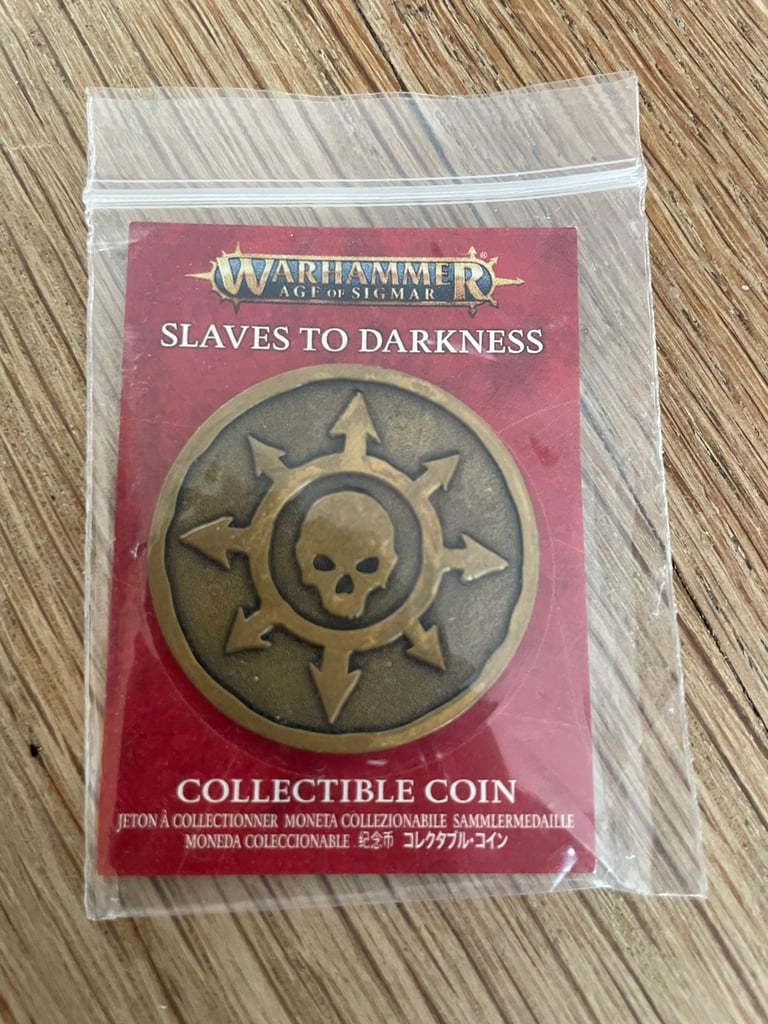 WARHAMMER®
AGE OF SIGMAR
SLAVES TO DARKNESS
COLLECTIBLE COIN
JETON À COLLECTIONNER MONETA COLLEZIONABILE SAMMLERMEDAILLE
MONEDA COLECCIONABLE 纪念币 コレクタブル・コイン